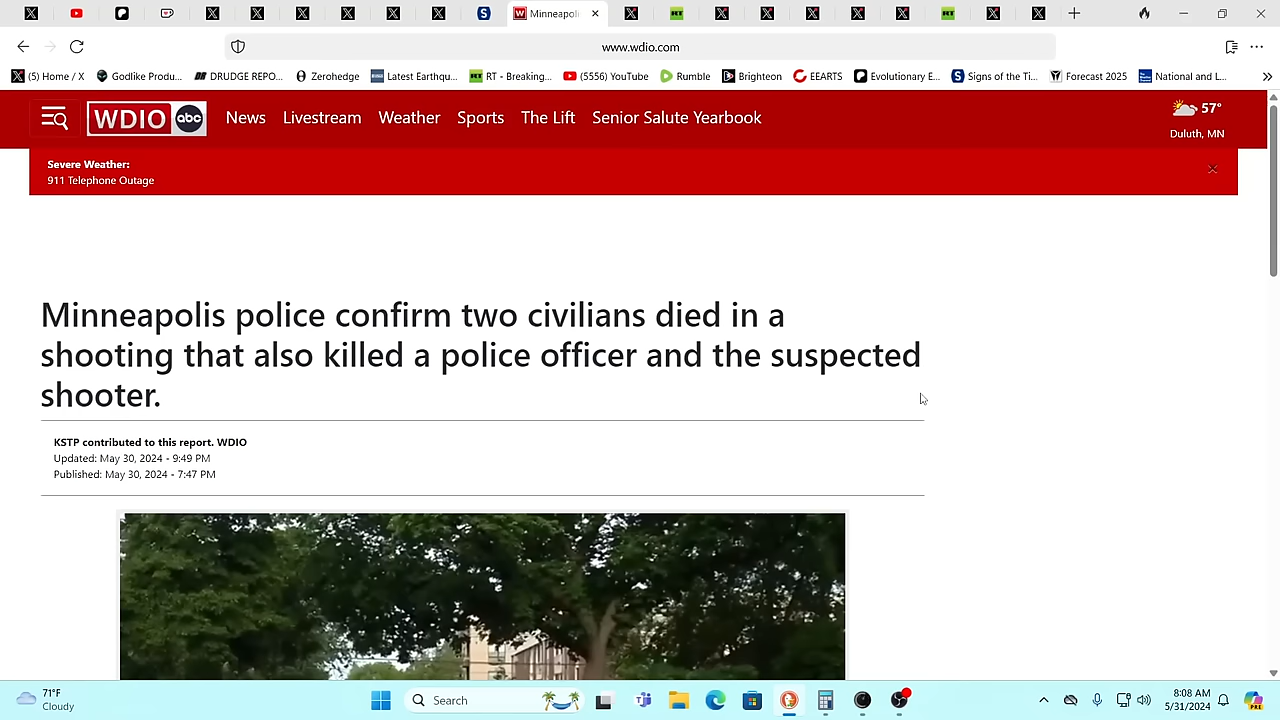 Minneapoli
www.wdio.com
(5) Home / X
Godlike Produ...
DRUDGE REPO...
Zerohedge
Latest Earthqu...
RT - Breaking...
(5556) YouTube
Rumble
Brighteon
EEARTS
Evolutionary E...
Signs of the Ti...
Forecast 2025
National and L...
WDIO abc
News
Livestream
Weather
Sports
The Lift
Senior Salute Yearbook
57°
Duluth, MN
Severe Weather:
911 Telephone Outage
Minneapolis police confirm two civilians died in a
shooting that also killed a police officer and the suspected
shooter.
KSTP contributed to this report. WDIO
Updated: May 30, 2024 - 9:49 PM
Published: May 30, 2024 - 7:47 PM
71°F
Cloudy
Search
8:08 AM
5/31/2024